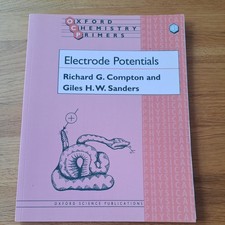 OXFORD
CHEMISTRY
PRIMERS
Electrode Potentials
Richard G. Compton and
Giles H. W. Sanders
+
OXFORD SCIENCE PUBLICATIONS